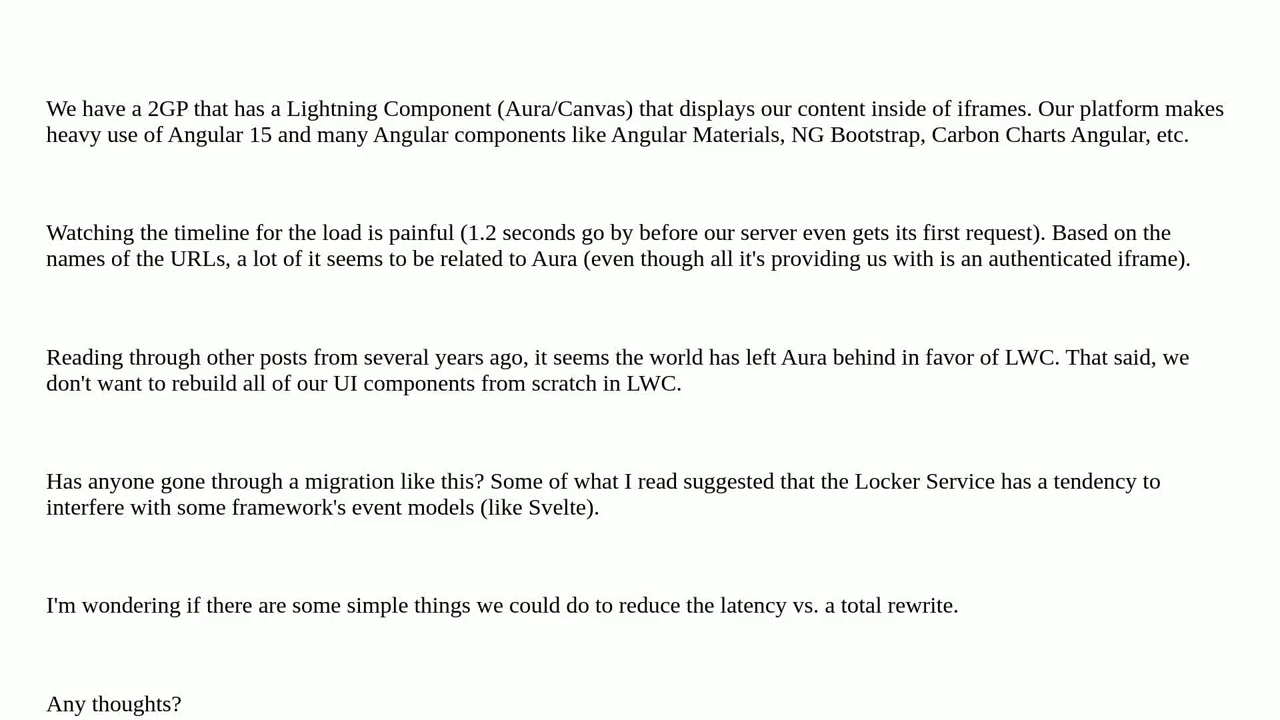 We have a 2GP that has a Lightning Component (Aura/Canvas) that displays our content inside of iframes. Our platform makes
heavy use of Angular 15 and many Angular components like Angular Materials, NG Bootstrap, Carbon Charts Angular, etc.
Watching the timeline for the load is painful (1.2 seconds go by before our server even gets its first request). Based on the
names of the URLs, a lot of it seems to be related to Aura (even though all it's providing us with is an authenticated iframe).
Reading through other posts from several years ago, it seems the world has left Aura behind in favor of LWC. That said, we
don't want to rebuild all of our UI components from scratch in LWC.
Has anyone gone through a migration like this? Some of what I read suggested that the Locker Service has a tendency to
interfere with some framework's event models (like Svelte).
I'm wondering if there are some simple things we could do to reduce the latency vs. a total rewrite.
Any thoughts?